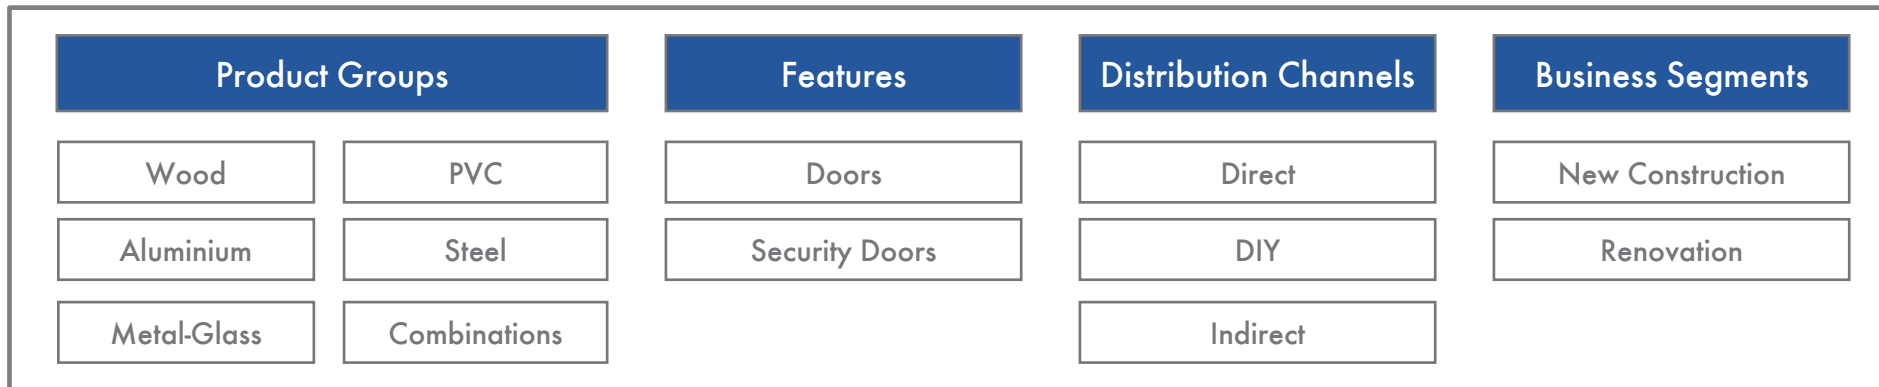 Product Groups
Features
Distribution Channels
Business Segments
Wood
PVC
Doors
Direct
New Construction
Aluminium
Steel
Security Doors
DIY
Renovation
Metal-Glass
Combinations
Indirect